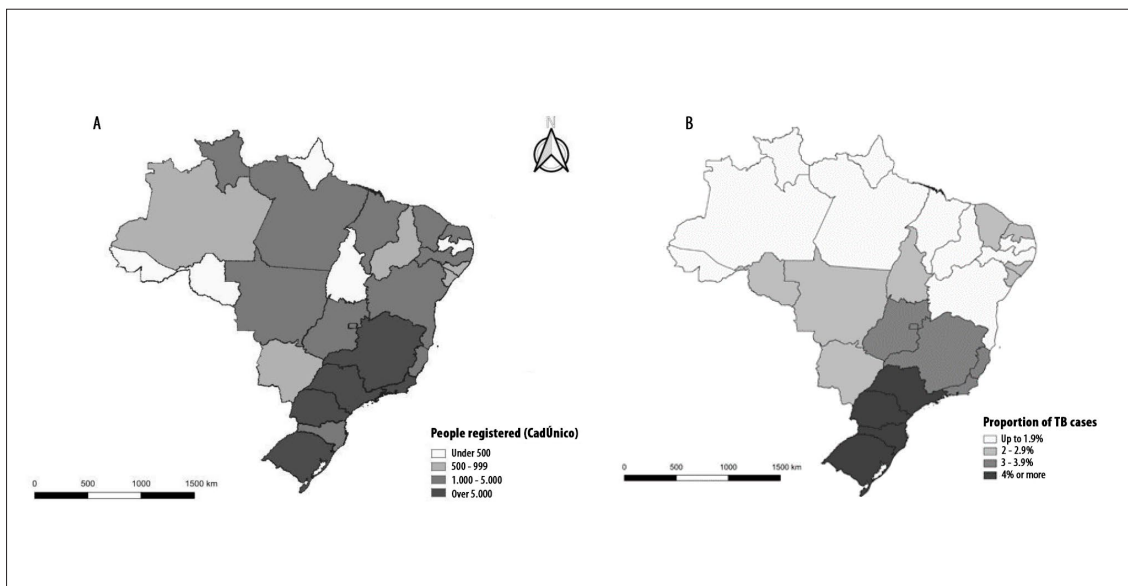 A
N
B
People registered (CadÚnico)
Under 500
500 - 999
1.000 - 5.000
Over 5.000
0 500 1000 1500 km
Proportion of TB cases
Up to 1.9%
2 - 2.9%
3 - 3.9%
4% or more
0 500 1000 1500 km